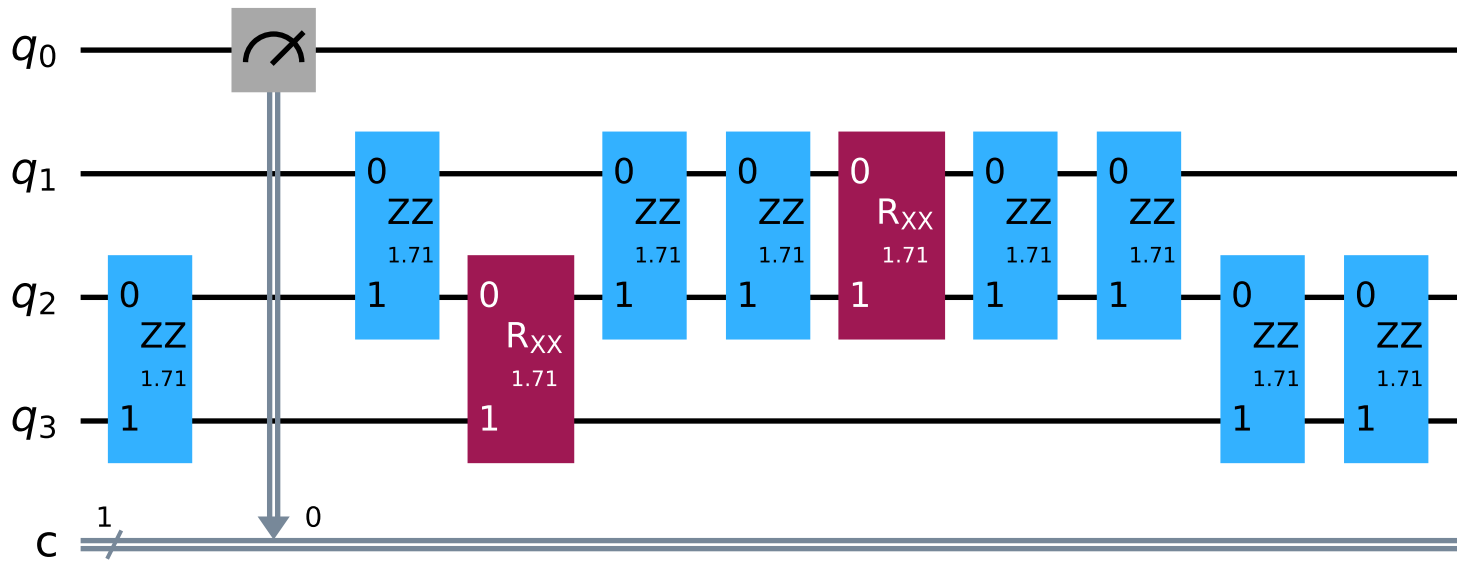 q0
0 0 0 0 0 0
q1
ZZ ZZ ZZ RXX ZZ ZZ
1.71 1.71 1.71 1.71 1.71 1.71
q2
0 1 0 1 1 1 1 1 0 0
ZZ RXX ZZ ZZ
1.71 1.71 1.71 1.71
q3
1 1 1 1
1 0
c